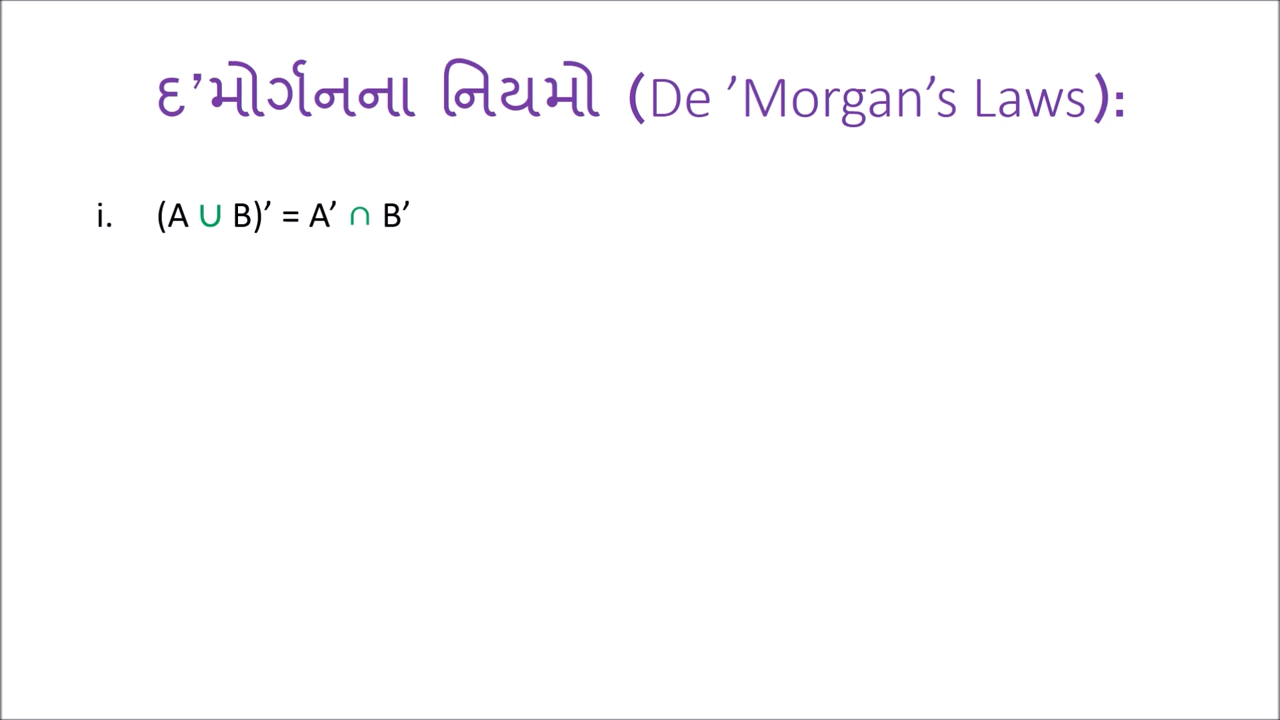 દ’મોર્ગનના નિયમો (De ’Morgan’s Laws):
i. (A ∪ B)’ = A’ ∩ B’